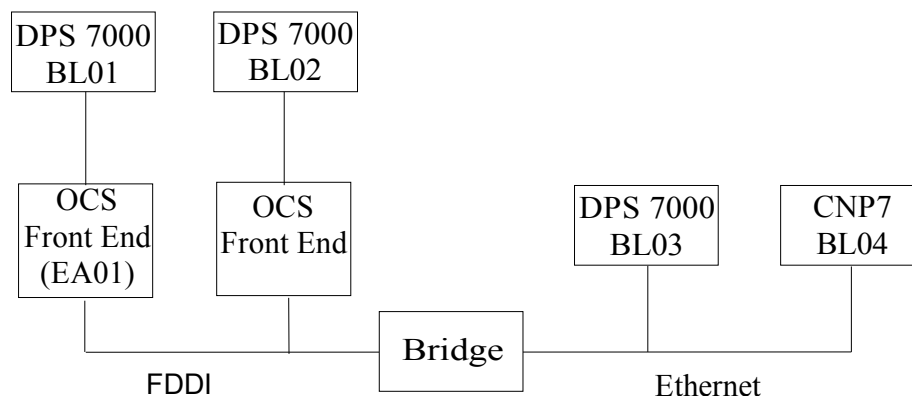 DPS 7000
BL01
DPS 7000
BL02
OCS
Front End
(EA01)
OCS
Front End
DPS 7000
BL03
CNP7
BL04
Bridge
FDDI
Ethernet